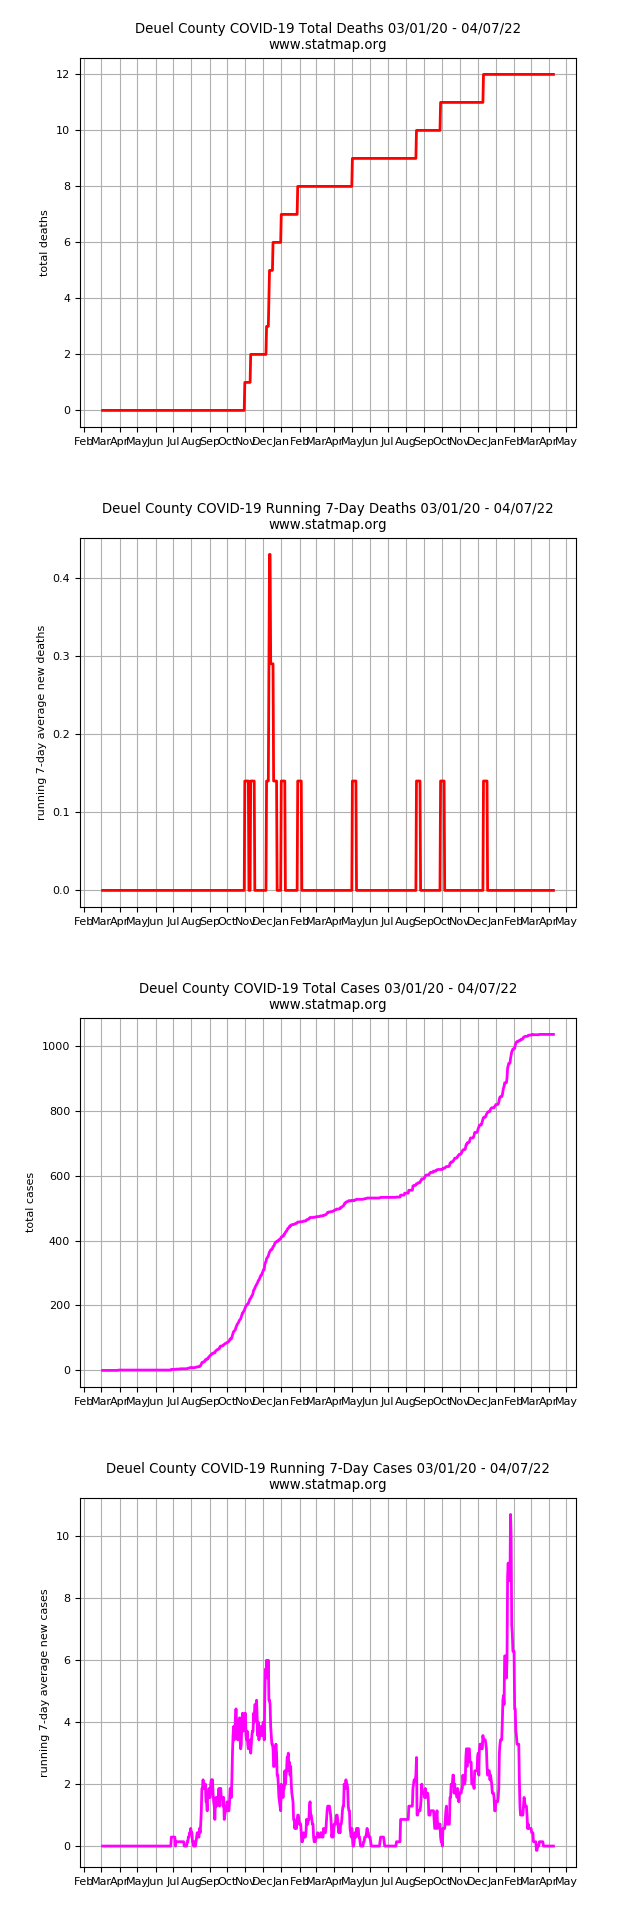 Deuel County COVID-19 Total Deaths 03/01/20 - 04/07/22
www.statmap.org
12
10
8
6
4
2
0
total deaths
Feb Mar Apr May Jun Jul Aug Sep Oct Nov Dec Jan Feb Mar Apr May Jun Jul Aug Sep Oct Nov Dec Jan Feb Mar Apr May
Deuel County COVID-19 Running 7-Day Deaths 03/01/20 - 04/07/22
www.statmap.org
0.4
0.3
0.2
0.1
0.0
running 7-day average new deaths
Feb Mar Apr May Jun Jul Aug Sep Oct Nov Dec Jan Feb Mar Apr May Jun Jul Aug Sep Oct Nov Dec Jan Feb Mar Apr May
Deuel County COVID-19 Total Cases 03/01/20 - 04/07/22
www.statmap.org
1000
800
600
400
200
0
total cases
Feb Mar Apr May Jun Jul Aug Sep Oct Nov Dec Jan Feb Mar Apr May Jun Jul Aug Sep Oct Nov Dec Jan Feb Mar Apr May
Deuel County COVID-19 Running 7-Day Cases 03/01/20 - 04/07/22
www.statmap.org
10
8
6
4
2
0
running 7-day average new cases
Feb Mar Apr May Jun Jul Aug Sep Oct Nov Dec Jan Feb Mar Apr May Jun Jul Aug Sep Oct Nov Dec Jan Feb Mar Apr May